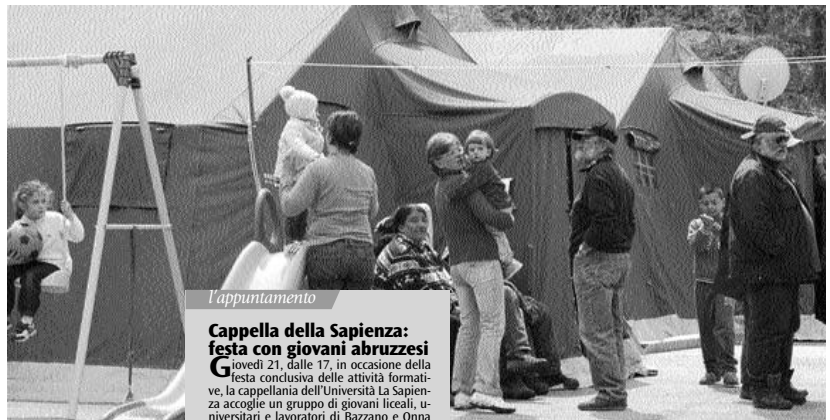 l'appuntamento
Cappella della Sapienza:
festa con giovani abruzzesi
Giovedì 21, dalle 17, in occasione della
festa conclusiva delle attività formati-
ve, la cappellania dell'Università La Sapien-
za accoglie un gruppo di giovani liceali, u-
niversitari e lavoratori di Bazzano e Onna